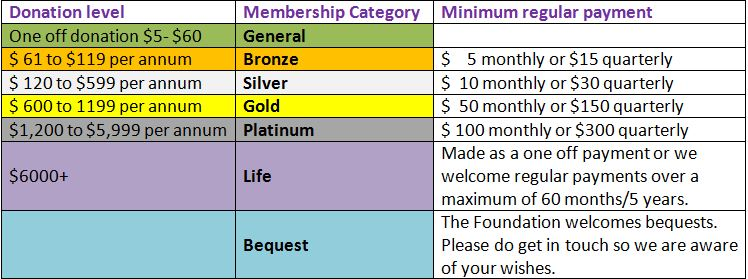 Donation level Membership Category Minimum regular payment
One off donation $5- $60 General
$ 61 to $119 per annum Bronze $ 5 monthly or $15 quarterly
$ 120 to $599 per annum Silver $ 10 monthly or $30 quarterly
$ 600 to 1199 per annum Gold $ 50 monthly or $150 quarterly
$1,200 to $5,999 per annum Platinum $ 100 monthly or $300 quarterly
$6000+ Life Made as a one off payment or we
welcome regular payments over a
maximum of 60 months/5 years.
Bequest The Foundation welcomes bequests.
Please do get in touch so we are aware
of your wishes.